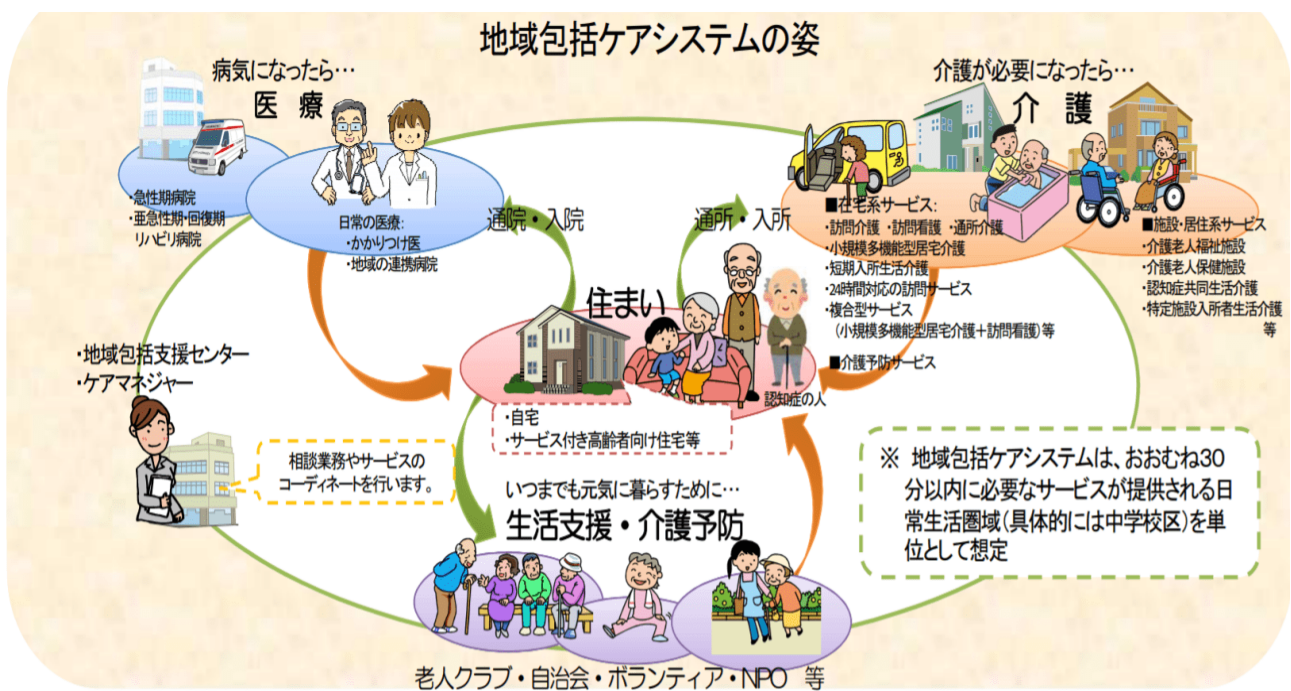 地域包括ケアシステムの姿
病気になったら…
医 療
・急性期病院
・亜急性期・回復期
リハビリ病院
日常の医療:
・かかりつけ医
・地域の連携病院
通院・入院
通所・入所
介護が必要になったら…
介 護
■在宅系サービス:
・訪問介護 ・訪問看護 ・通所介護
・小規模多機能型居宅介護
・短期入所生活介護
・24時間対応の訪問サービス
・複合型サービス
（小規模多機能型居宅介護＋訪問看護）等
■介護予防サービス
■施設・居住系サービス
・介護老人福祉施設
・介護老人保健施設
・認知症共同生活介護
・特定施設入所者生活介護
等
住まい
認知症の人
・自宅
・サービス付き高齢者向け住宅等
・地域包括支援センター
・ケアマネジャー
相談業務やサービスの
コーディネートを行います。
いつまでも元気に暮らすために…
生活支援・介護予防
老人クラブ・自治会・ボランティア・NPO 等
※ 地域包括ケアシステムは、おおむね30
分以内に必要なサービスが提供される日
常生活圏域（具体的には中学校区）を単
位として想定